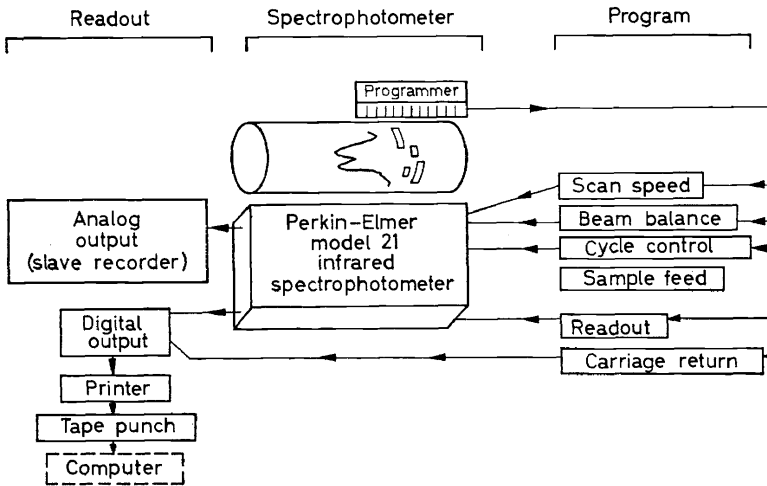 Readout
Spectrophotometer
Program
Programmer
Analog
output
(slave recorder)
Perkin-Elmer
model 21
infrared
spectrophotometer
Scan speed
Beam balance
Cycle control
Sample feed
Readout
Carriage return
Digital
output
Printer
Tape punch
Computer